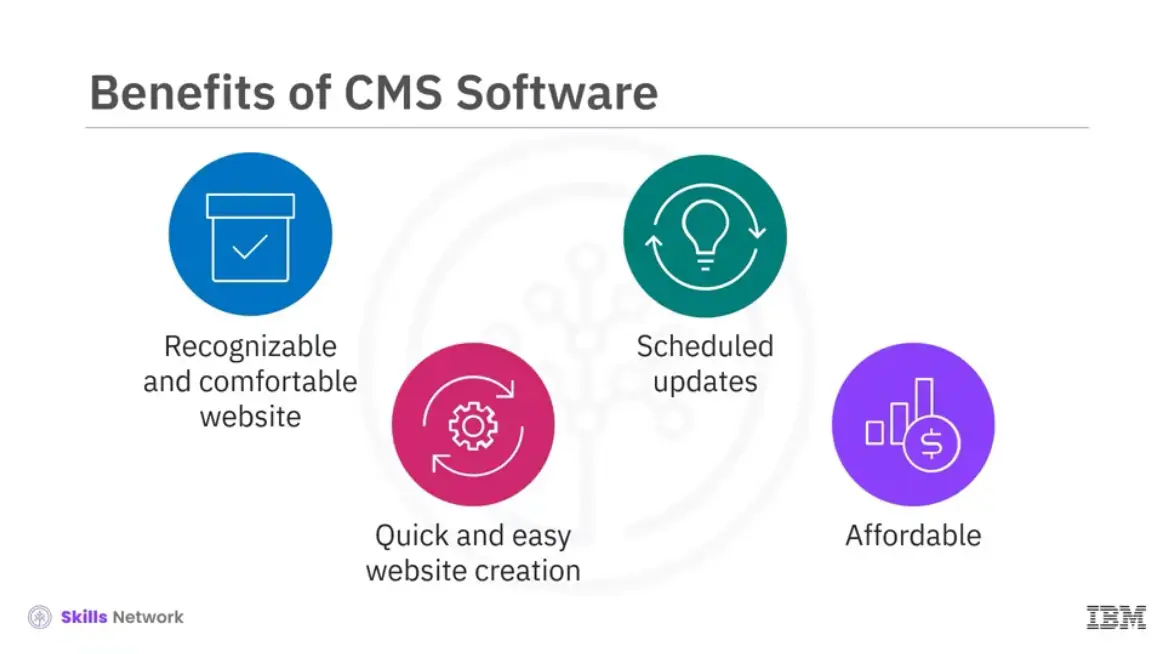 Benefits of CMS Software
Recognizable
and comfortable
website
Quick and easy
website creation
Scheduled
updates
$
Affordable
Skills Network
IBM